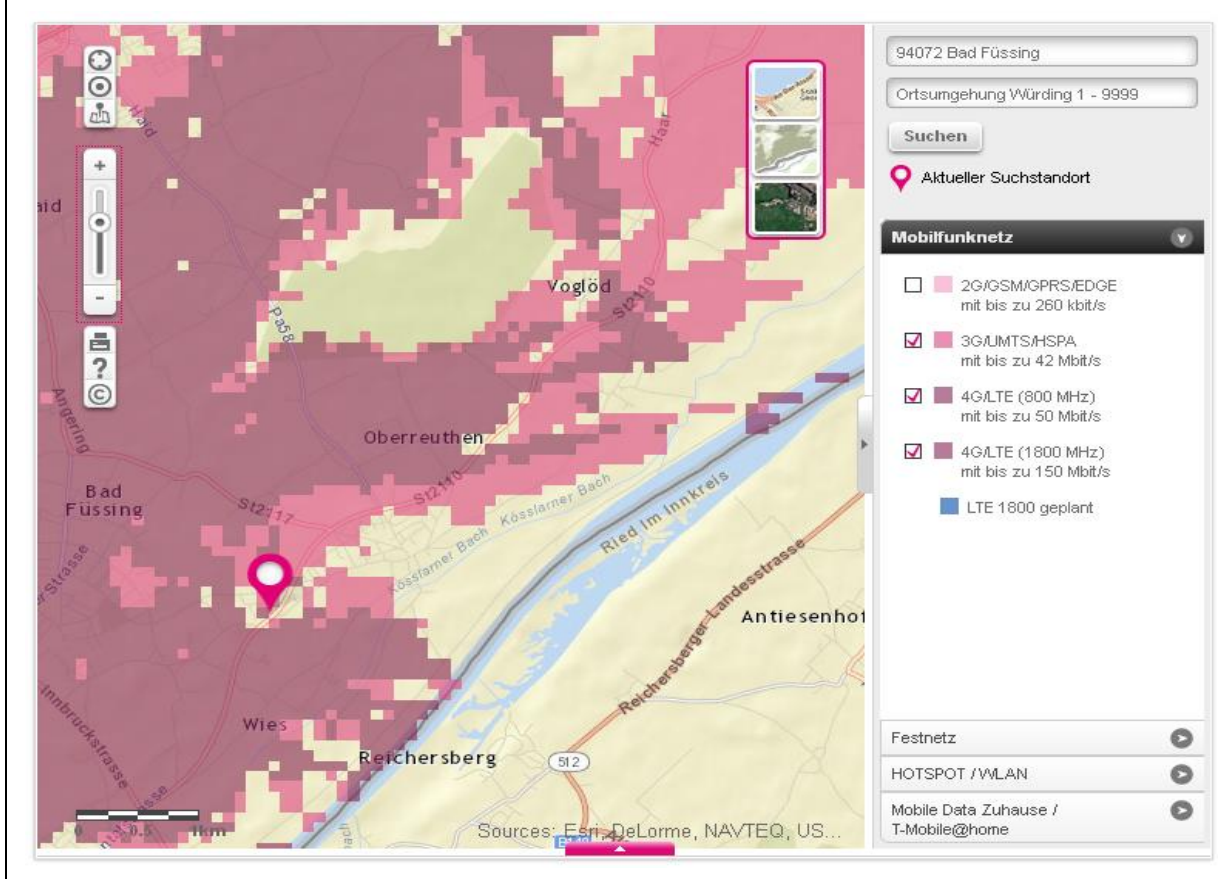 94072 Bad Füssing
Ortsumgehung Würding 1 - 9999
Suchen
Aktueller Suchstandort
Mobilfunknetz
2G/GSM/GPRS/EDGE
mit bis zu 260 kbit/s
3G/UMTS/HSPA
mit bis zu 42 Mbit/s
4G/LTE (800 MHz)
mit bis zu 50 Mbit/s
4G/LTE (1800 MHz)
mit bis zu 150 Mbit/s
LTE 1800 geplant
Festnetz
HOTSPOT / WLAN
Mobile Data Zuhause /
T-Mobile@home
Haid
Haar
aid
+
-
?
©
Pa58
Voglöd
St2110
Angering
Oberreuthen
St2110
Bad
Füssing
St2117
Kösslarner Bach
Kösslarner Bach
Ried im Innkreis
Antiesenhof
Reichersberger Landesstrasse
Innbruckstrasse
Wies
Reichersberg
512
0 0.5 1km
Sources: Esri, DeLorme, NAVTEQ, US...